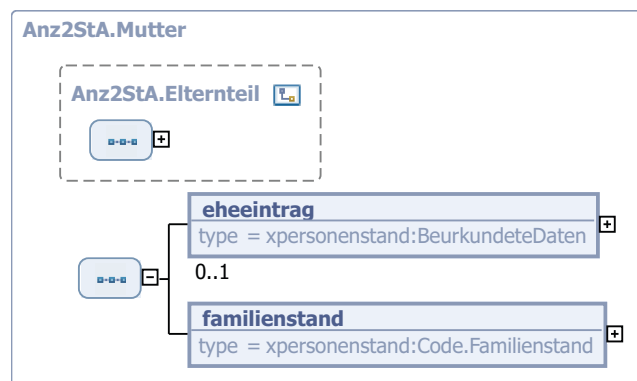 Anz2StA.Mutter
Anz2StA.Elternteil
eheeintrag
type = xpersonenstand:BeurkundeteDaten
0..1
familienstand
type = xpersonenstand:Code.Familienstand